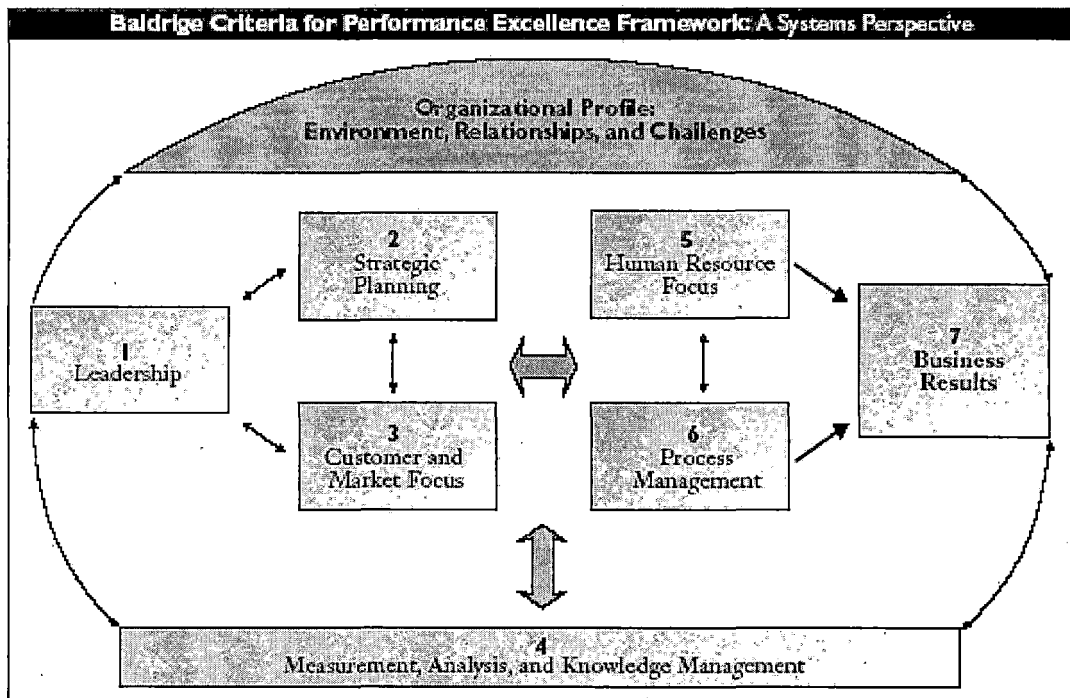 Baldrige Criteria for Performance Excellence Framework: A Systems Perspective
Organizational Profile:
Environment, Relationships, and Challenges
2
Strategic
Planning
5
Human Resource
Focus
1
Leadership
7
Business
Results
3
Customer and
Market Focus
6
Process
Management
4
Measurement, Analysis, and Knowledge Management